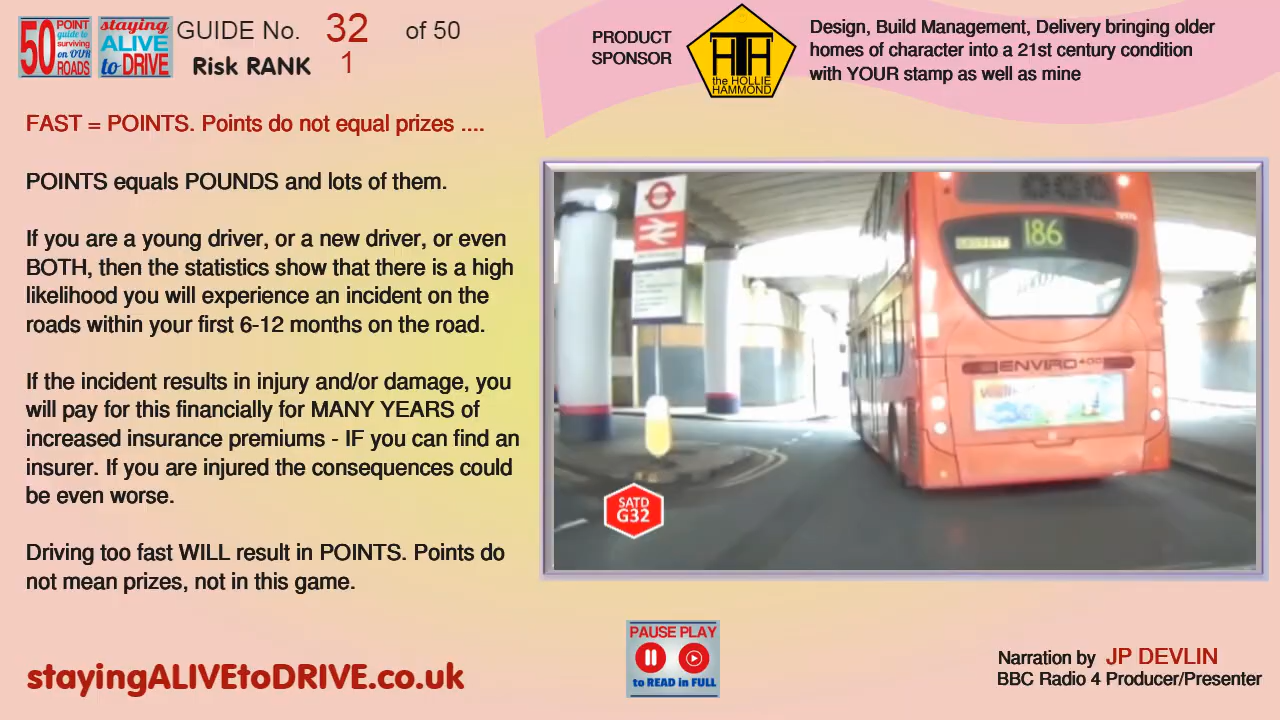 50 POINT
guide to
surviving
on OUR
ROADS
staying
ALIVE
to DRIVE
GUIDE No. 32 of 50
Risk RANK 1
PRODUCT
SPONSOR
HTH
the HOLLIE
HAMMOND
Design, Build Management, Delivery bringing older
homes of character into a 21st century condition
with YOUR stamp as well as mine
FAST = POINTS. Points do not equal prizes ....
POINTS equals POUNDS and lots of them.
If you are a young driver, or a new driver, or even
BOTH, then the statistics show that there is a high
likelihood you will experience an incident on the
roads within your first 6-12 months on the road.
If the incident results in injury and/or damage, you
will pay for this financially for MANY YEARS of
increased insurance premiums - IF you can find an
insurer. If you are injured the consequences could
be even worse.
Driving too fast WILL result in POINTS. Points do
not mean prizes, not in this game.
186
ENVIRO400
SATD
G32
PAUSE PLAY
to READ in FULL
stayingALIVEtoDRIVE.co.uk
Narration by JP DEVLIN
BBC Radio 4 Producer/Presenter